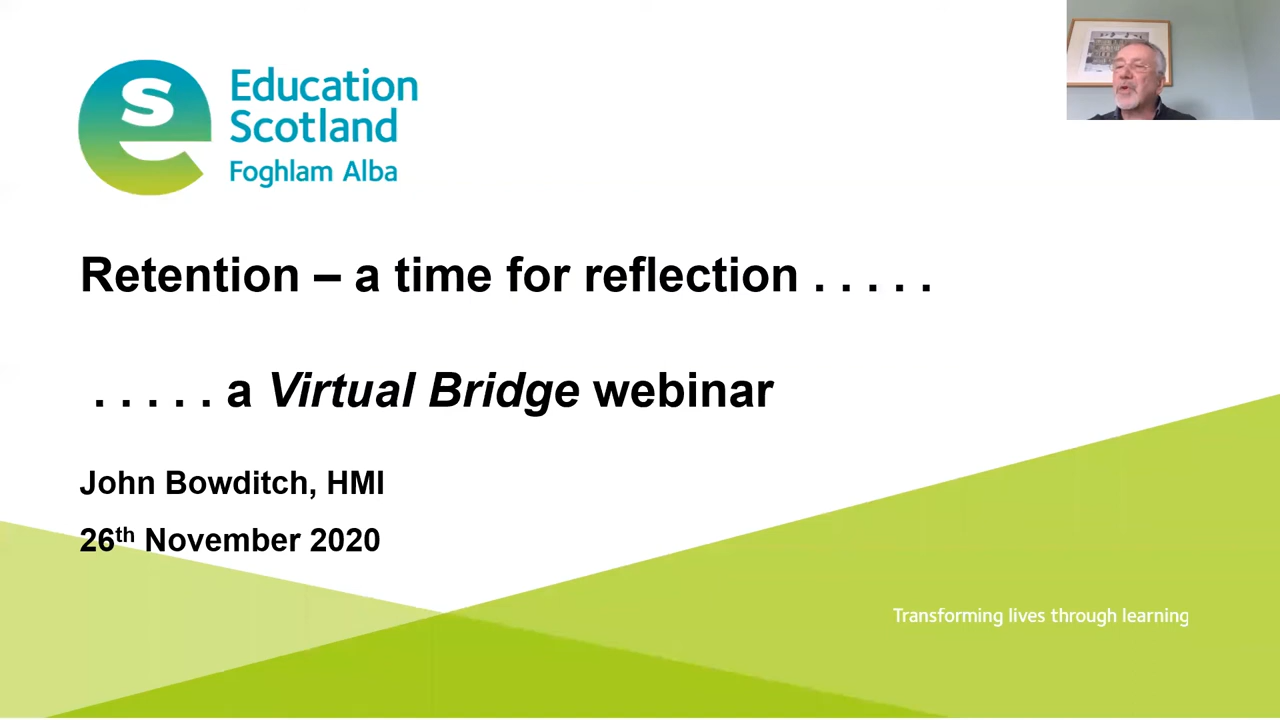 Education
Scotland
Foghlam Alba
Retention – a time for reflection . . . . .
. . . . . a Virtual Bridge webinar
John Bowditch, HMI
26th November 2020
Transforming lives through learning